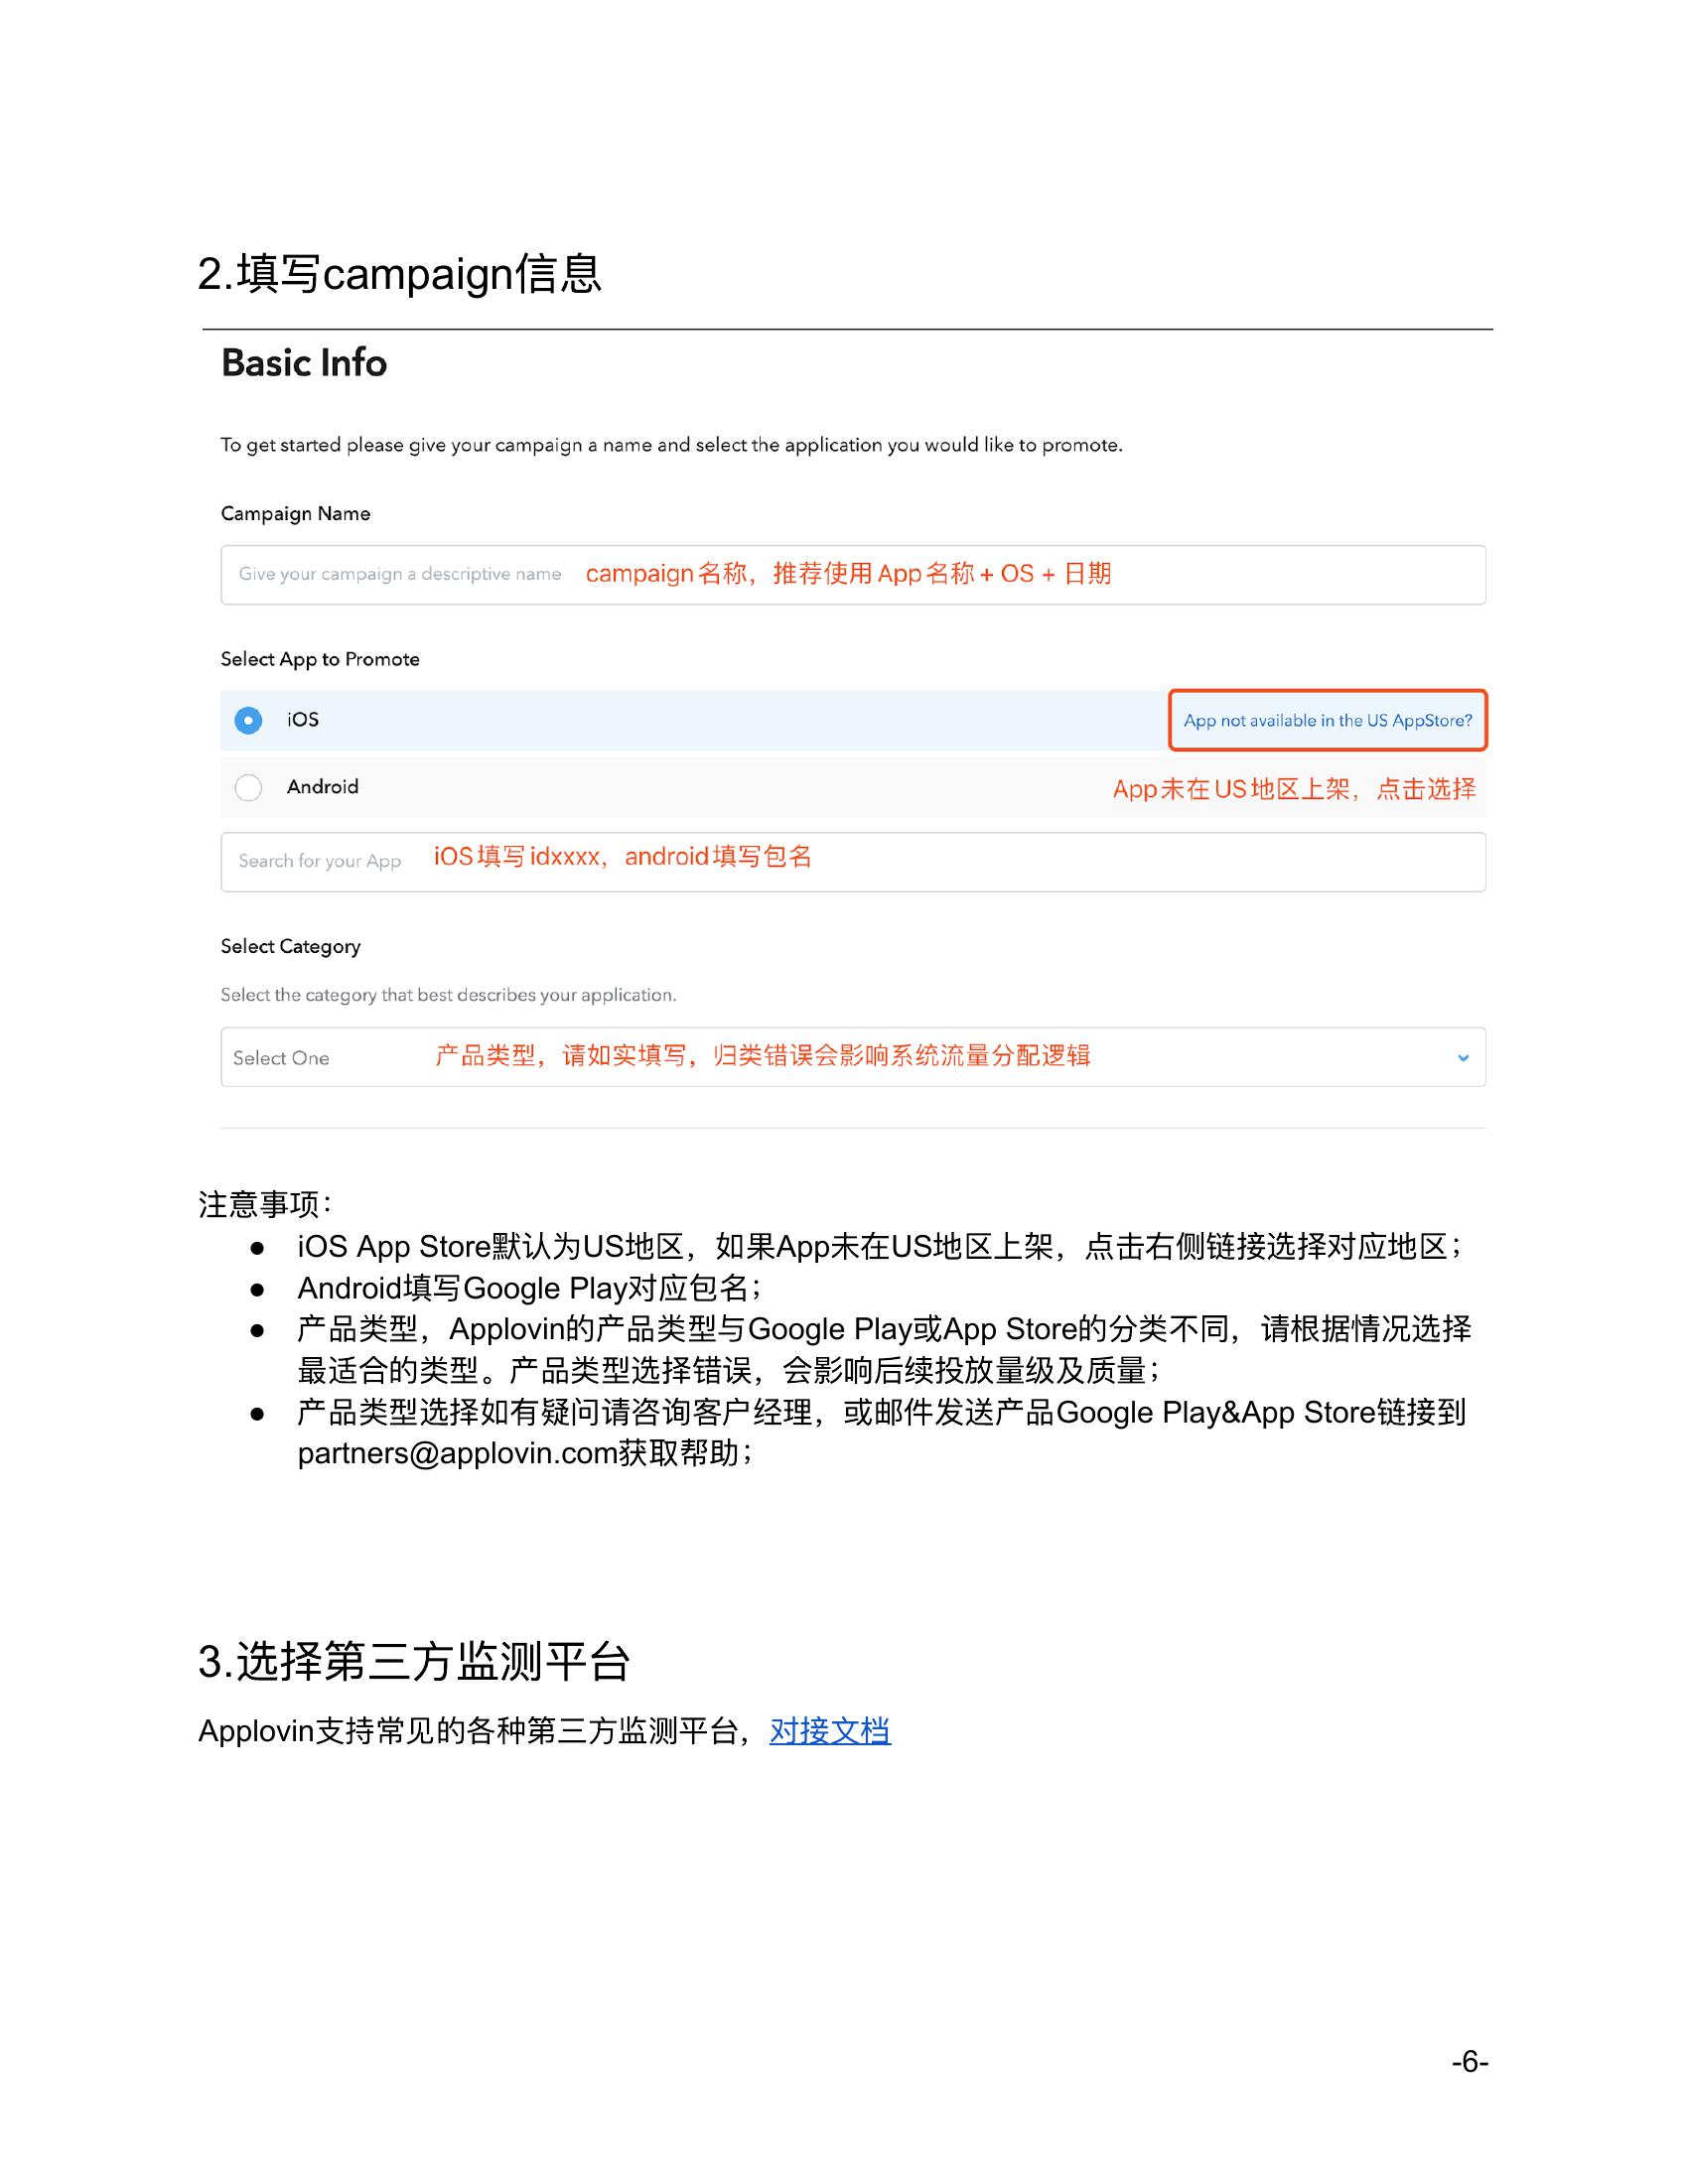 2.填写campaign信息
Basic Info
To get started please give your campaign a name and select the application you would like to promote.
Campaign Name
Give your campaign a descriptive name campaign名称，推荐使用App名称+ OS + 日期
Select App to Promote
iOS App not available in the US AppStore?
Android App未在US地区上架，点击选择
Search for your App iOS填写idxxxx，android填写包名
Select Category
Select the category that best describes your application.
Select One 产品类型，请如实填写，归类错误会影响系统流量分配逻辑
注意事项：
● iOS App Store默认为US地区，如果App未在US地区上架，点击右侧链接选择对应地区；
● Android填写Google Play对应包名；
● 产品类型，Applovin的产品类型与Google Play或App Store的分类不同，请根据情况选择
最适合的类型。产品类型选择错误，会影响后续投放量级及质量；
● 产品类型选择如有疑问请咨询客户经理，或邮件发送产品Google Play&App Store链接到
partners@applovin.com获取帮助；
3.选择第三方监测平台
Applovin支持常见的各种第三方监测平台，对接文档
-6-